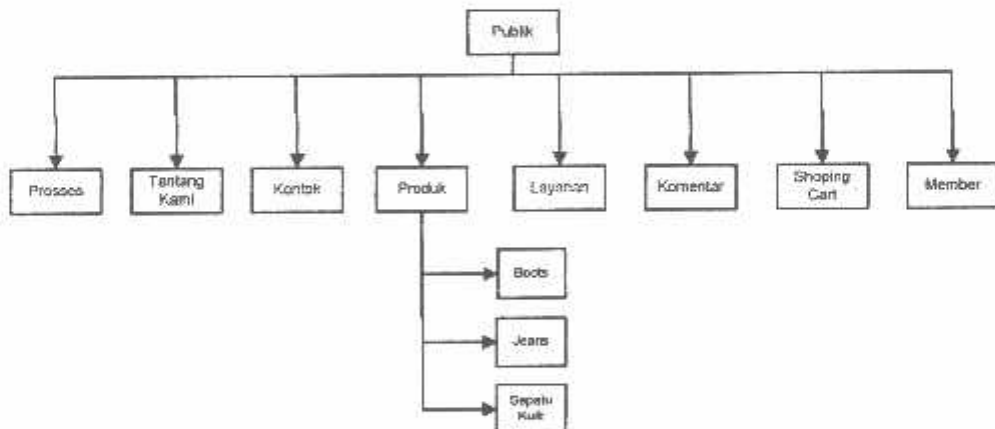 Publik
Prosses
Tentang
Kami
Kontak
Produk
Layanan
Komentar
Shoping
Cart
Member
Boots
Jeans
Sepatu
Kulit